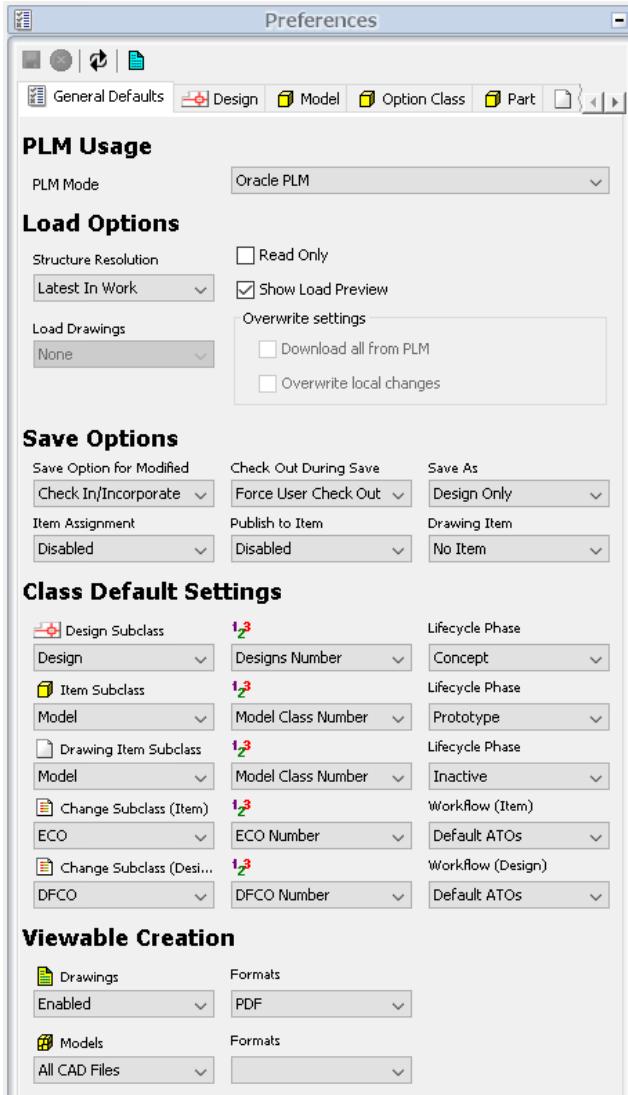 Preferences
General Defaults Design Model Option Class Part
PLM Usage
PLM Mode Oracle PLM
Load Options
Structure Resolution Read Only
Latest In Work Show Load Preview
Load Drawings Overwrite settings
None Download all from PLM
Overwrite local changes
Save Options
Save Option for Modified Check Out During Save Save As
Check In/Incorporate Force User Check Out Design Only
Item Assignment Publish to Item Drawing Item
Disabled Disabled No Item
Class Default Settings
Design Subclass 123 Lifecycle Phase
Design Designs Number Concept
Item Subclass 123 Lifecycle Phase
Model Model Class Number Prototype
Drawing Item Subclass 123 Lifecycle Phase
Model Model Class Number Inactive
Change Subclass (Item) 123 Workflow (Item)
ECO ECO Number Default ATOs
Change Subclass (Desi... 123 Workflow (Design)
DFCO DFCO Number Default ATOs
Viewable Creation
Drawings Formats
Enabled PDF
Models Formats
All CAD Files